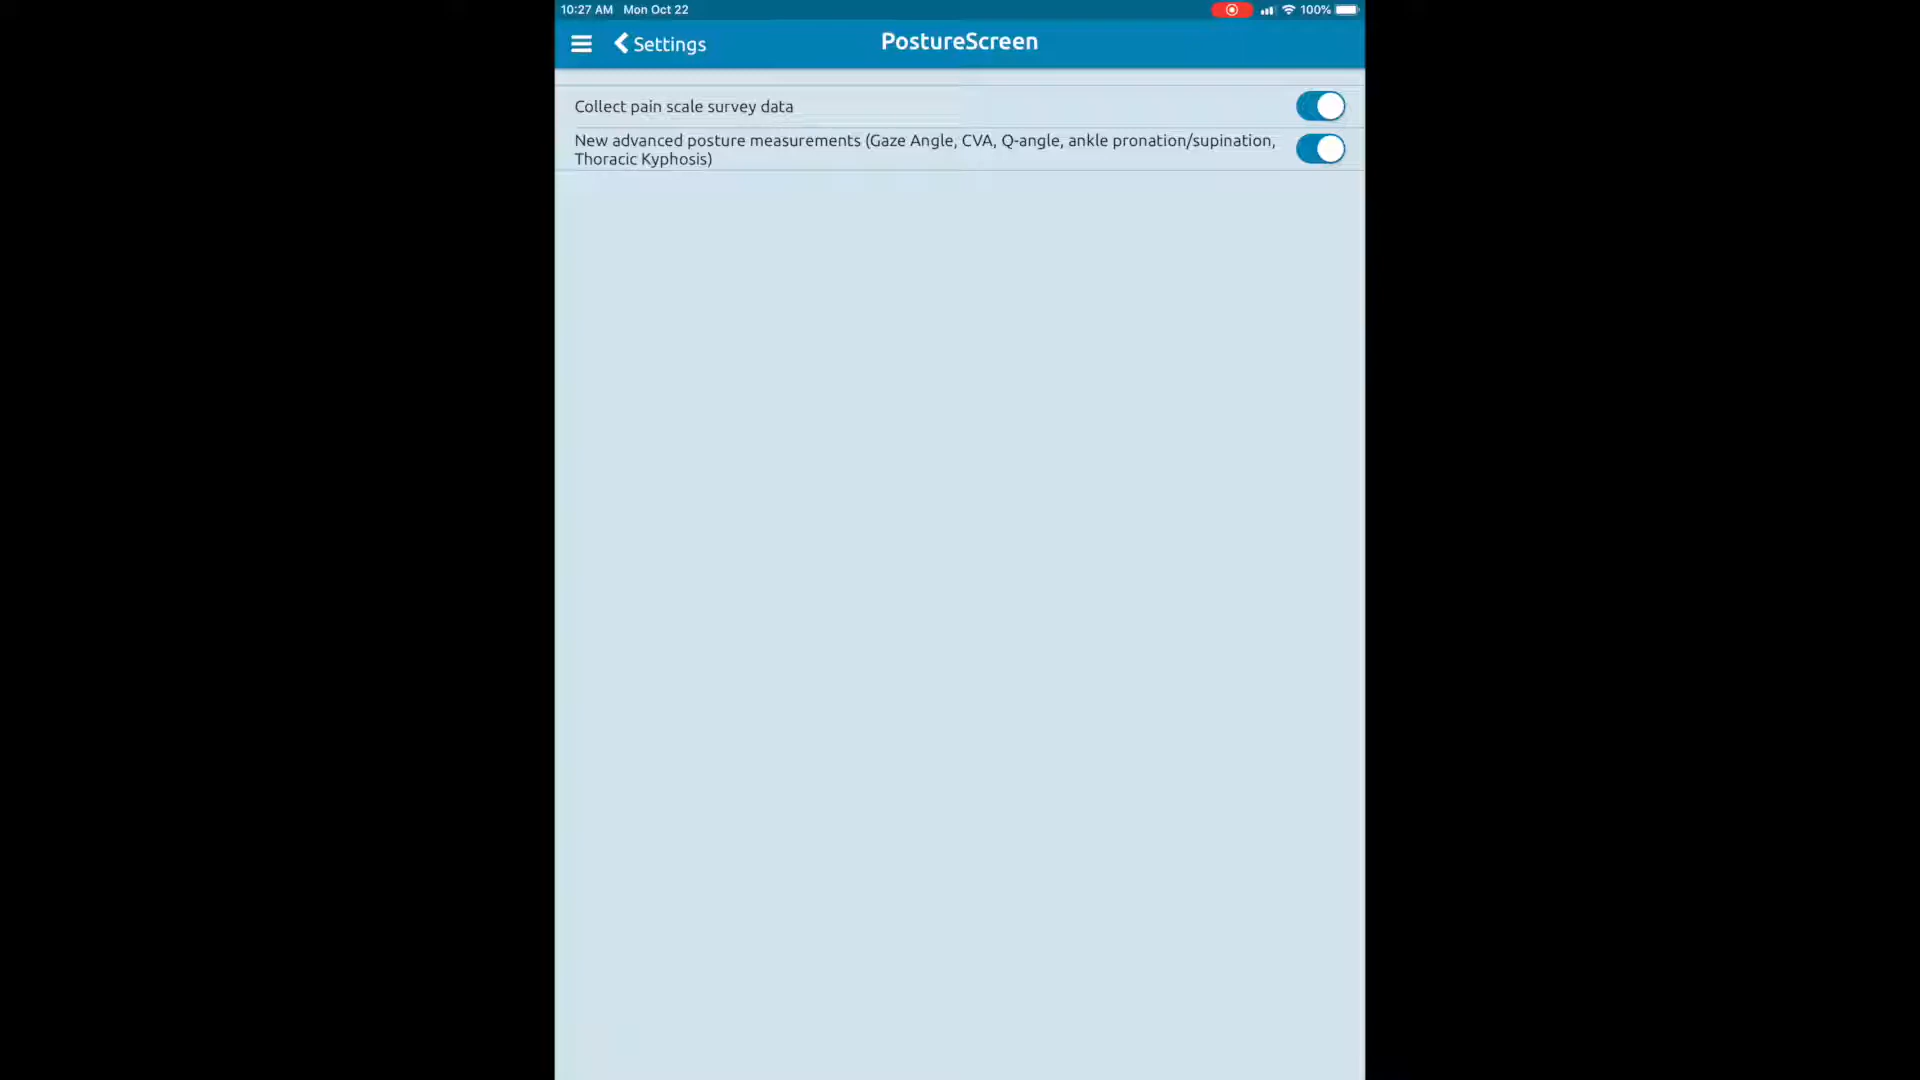 10:27 AM Mon Oct 22
100%
Settings
PostureScreen
Collect pain scale survey data
New advanced posture measurements (Gaze Angle, CVA, Q-angle, ankle pronation/supination,
Thoracic Kyphosis)